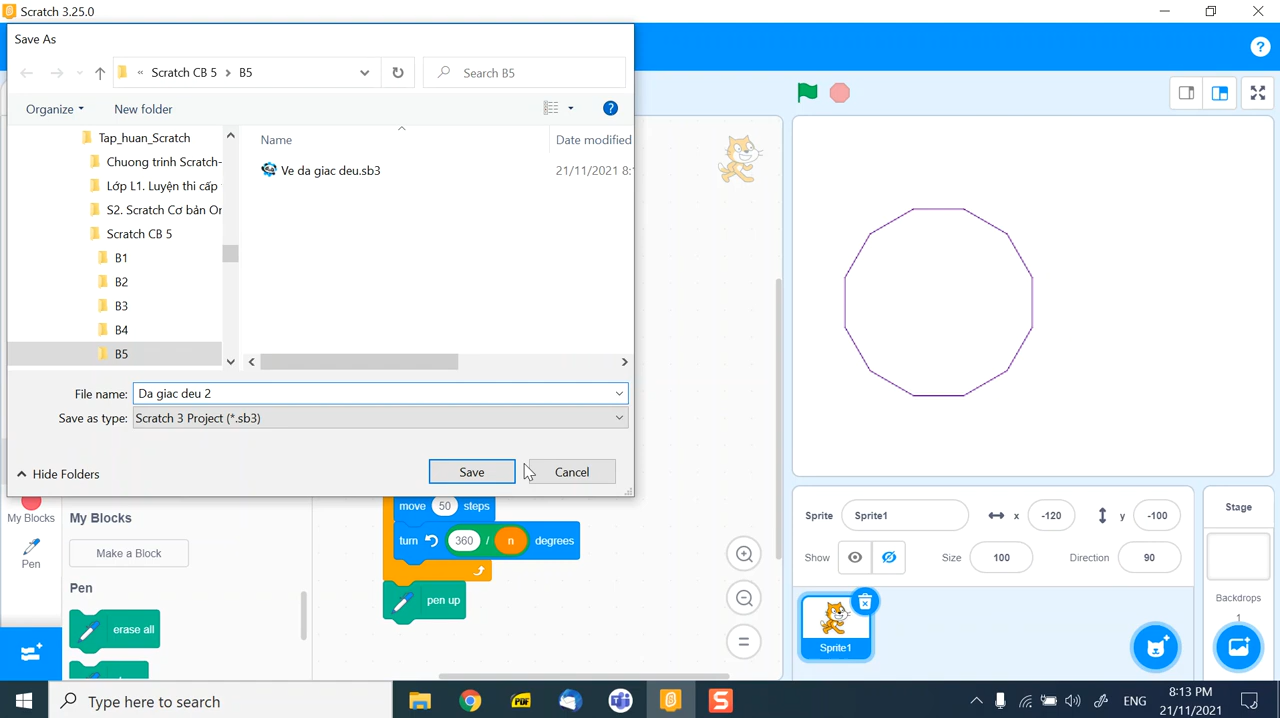 Scratch 3.25.0
Save As
« Scratch CB 5 › B5
Search B5
Organize
New folder
Tap_huan_Scratch
Chuong trinh Scratch-
Lớp L1. Luyện thi cấp
S2. Scratch Cơ bản On
Scratch CB 5
B1
B2
B3
B4
B5
Name
Date modified
Ve da giac deu.sb3
21/11/2021 8:1
File name: Da giac deu 2
Save as type: Scratch 3 Project (*.sb3)
Hide Folders
Save
Cancel
My Blocks
Pen
My Blocks
Make a Block
Pen
erase all
move 50 steps
turn 360 / n degrees
pen up
Sprite
Sprite1
x -120
y -100
Show
Size 100
Direction 90
Sprite1
Stage
Backdrops
1
Type here to search
PDF
S
ENG
8:13 PM
21/11/2021